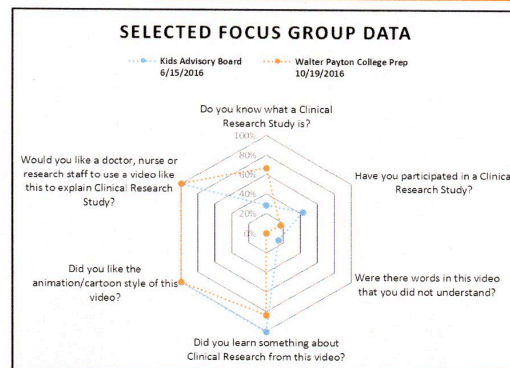 SELECTED FOCUS GROUP DATA
Kids Advisory Board
6/15/2016
Walter Payton College Prep
10/19/2016
Do you know what a Clinical
Research Study is?
100%
80%
60%
40%
20%
0%
Have you participated in a Clinical
Research Study?
Were there words in this video
that you did not understand?
Did you learn something about
Clinical Research from this video?
Did you like the
animation/cartoon style of this
video?
Would you like a doctor, nurse or
research staff to use a video like
this to explain Clinical Research
Study?